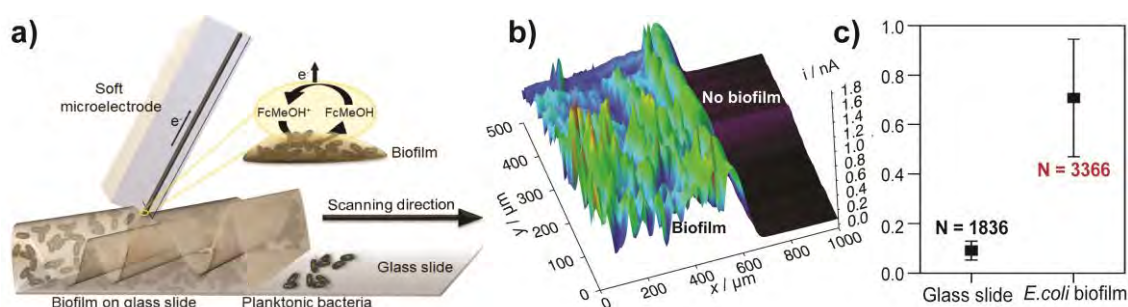 a)
Soft
microelectrode
e-
e-
FcMeOH+
FcMeOH
Biofilm
Scanning direction
Glass slide
Biofilm on glass slide
Planktonic bacteria
b)
i / nA
1.8
1.6
1.4
1.2
1.0
0.8
0.6
0.4
0.2
0.0
No biofilm
Biofilm
500
400
300
200
100
0
y / µm
0
200
400
600
800
1000
x / µm
c)
1.0
0.8
0.6
0.4
0.2
0.0
N = 1836
N = 3366
Glass slide
E.coli biofilm